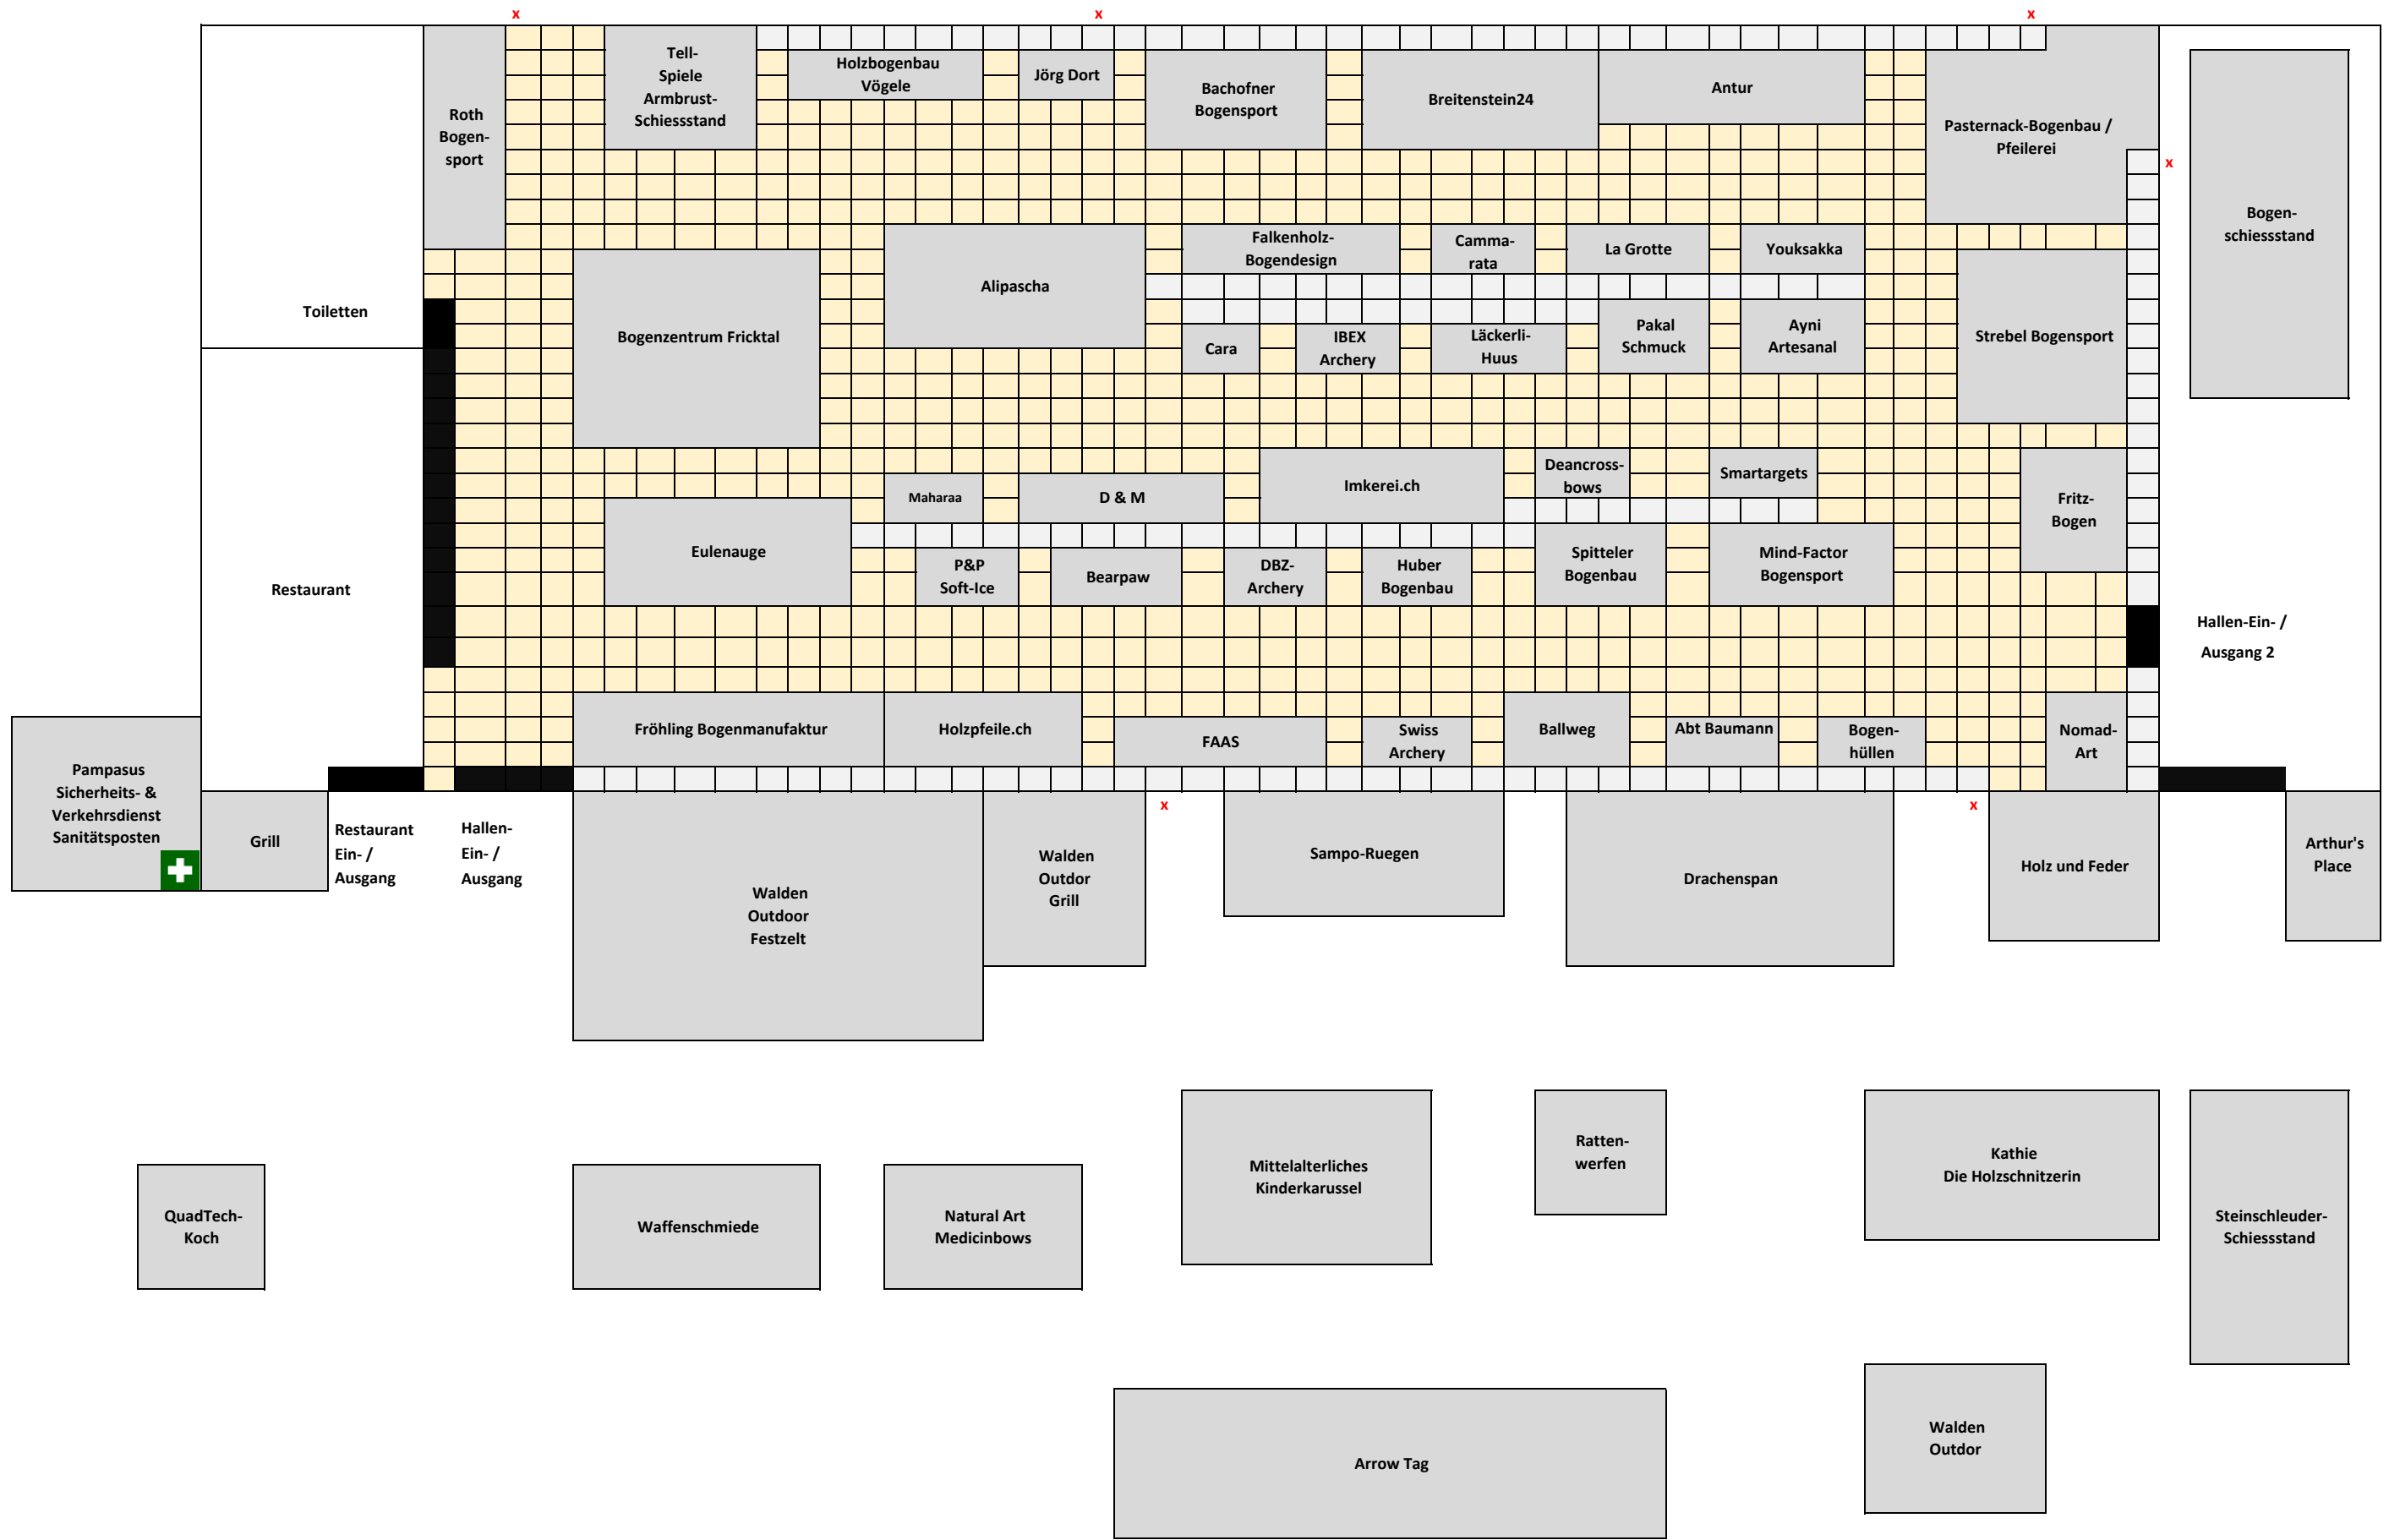 x
x
x
Roth
Bogen-
sport
Tell-
Spiele
Armbrust-
Schiessstand
Holzbogenbau
Vögele
Jörg Dort
Bachofner
Bogensport
Breitenstein24
Antur
Pasternack-Bogenbau /
Pfeilerei
x
Bogen-
schiessstand
Toiletten
Bogenzentrum Fricktal
Alipascha
Falkenholz-
Bogendesign
Camma-
rata
La Grotte
Youksakka
Cara
IBEX
Archery
Läckerli-
Huus
Pakal
Schmuck
Ayni
Artesanal
Strebel Bogensport
Restaurant
Eulenauge
Maharaa
D & M
Imkerei.ch
Deancross-
bows
Smartargets
Fritz-
Bogen
P&P
Soft-Ice
Bearpaw
DBZ-
Archery
Huber
Bogenbau
Spitteler
Bogenbau
Mind-Factor
Bogensport
Hallen-Ein- /
Ausgang 2
Fröhling Bogenmanufaktur
Holzpfeile.ch
FAAS
Swiss
Archery
Ballweg
Abt Baumann
Bogen-
hüllen
Nomad-
Art
Pampasus
Sicherheits- &
Verkehrsdienst
Sanitätsposten
Grill
Restaurant
Ein- /
Ausgang
Hallen-
Ein- /
Ausgang
Walden
Outdoor
Festzelt
Walden
Outdor
Grill
x
Sampo-Ruegen
Drachenspan
x
Holz und Feder
Arthur's
Place
QuadTech-
Koch
Waffenschmiede
Natural Art
Medicinbows
Mittelalterliches
Kinderkarussel
Ratten-
werfen
Kathie
Die Holzschnitzerin
Steinschleuder-
Schiessstand
Arrow Tag
Walden
Outdor